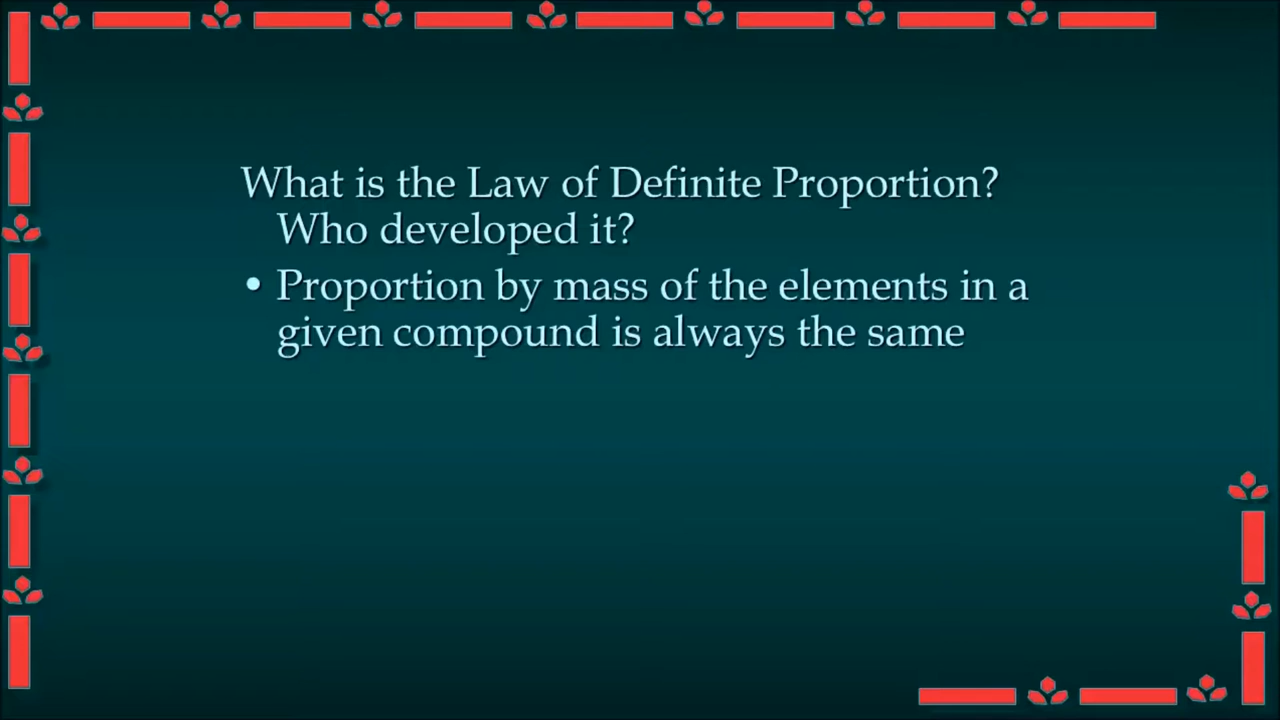 What is the Law of Definite Proportion?
Who developed it?
• Proportion by mass of the elements in a
given compound is always the same